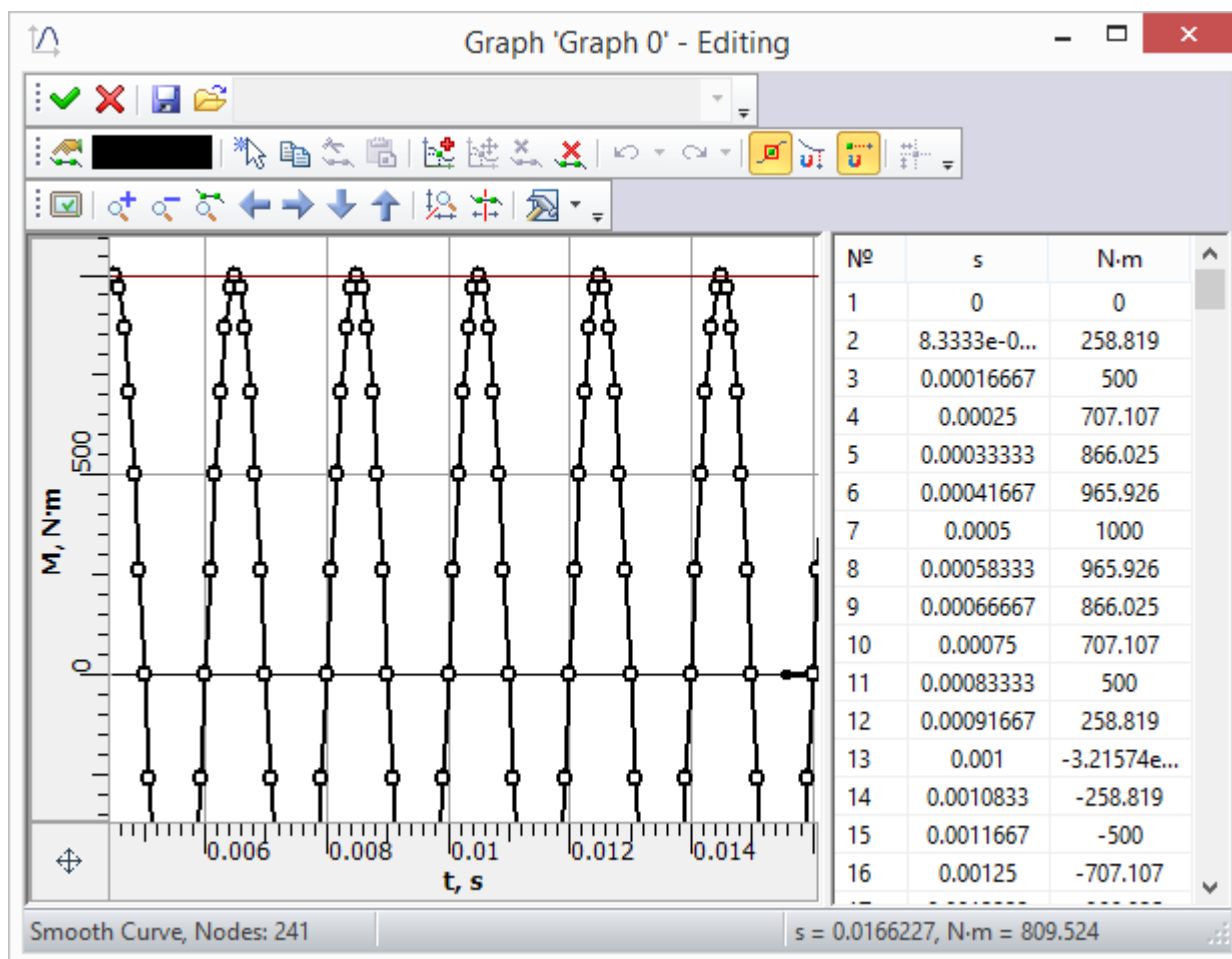 Graph 'Graph 0' - Editing
M, N·m
500
0
0.006 0.008 0.01 0.012 0.014
t, s
Nº s N·m
1 0 0
2 8.3333e-0... 258.819
3 0.00016667 500
4 0.00025 707.107
5 0.00033333 866.025
6 0.00041667 965.926
7 0.0005 1000
8 0.00058333 965.926
9 0.00066667 866.025
10 0.00075 707.107
11 0.00083333 500
12 0.00091667 258.819
13 0.001 -3.21574e...
14 0.0010833 -258.819
15 0.0011667 -500
16 0.00125 -707.107
Smooth Curve, Nodes: 241
s = 0.0166227, N·m = 809.524